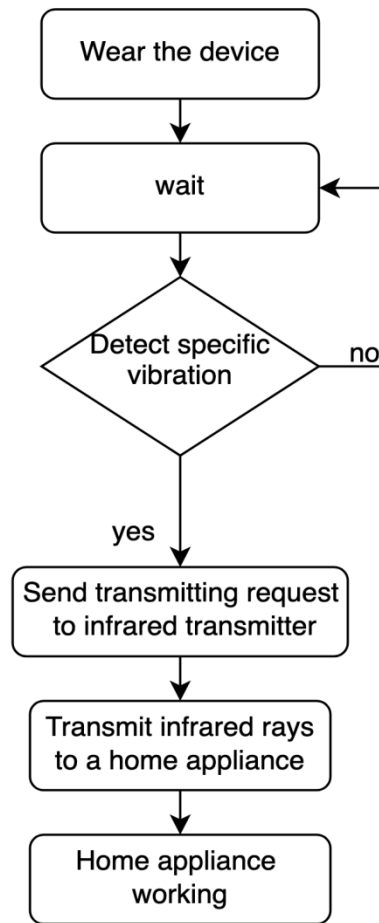 Wear the device
wait
Detect specific
vibration
no
yes
Send transmitting request
to infrared transmitter
Transmit infrared rays
to a home appliance
Home appliance
working